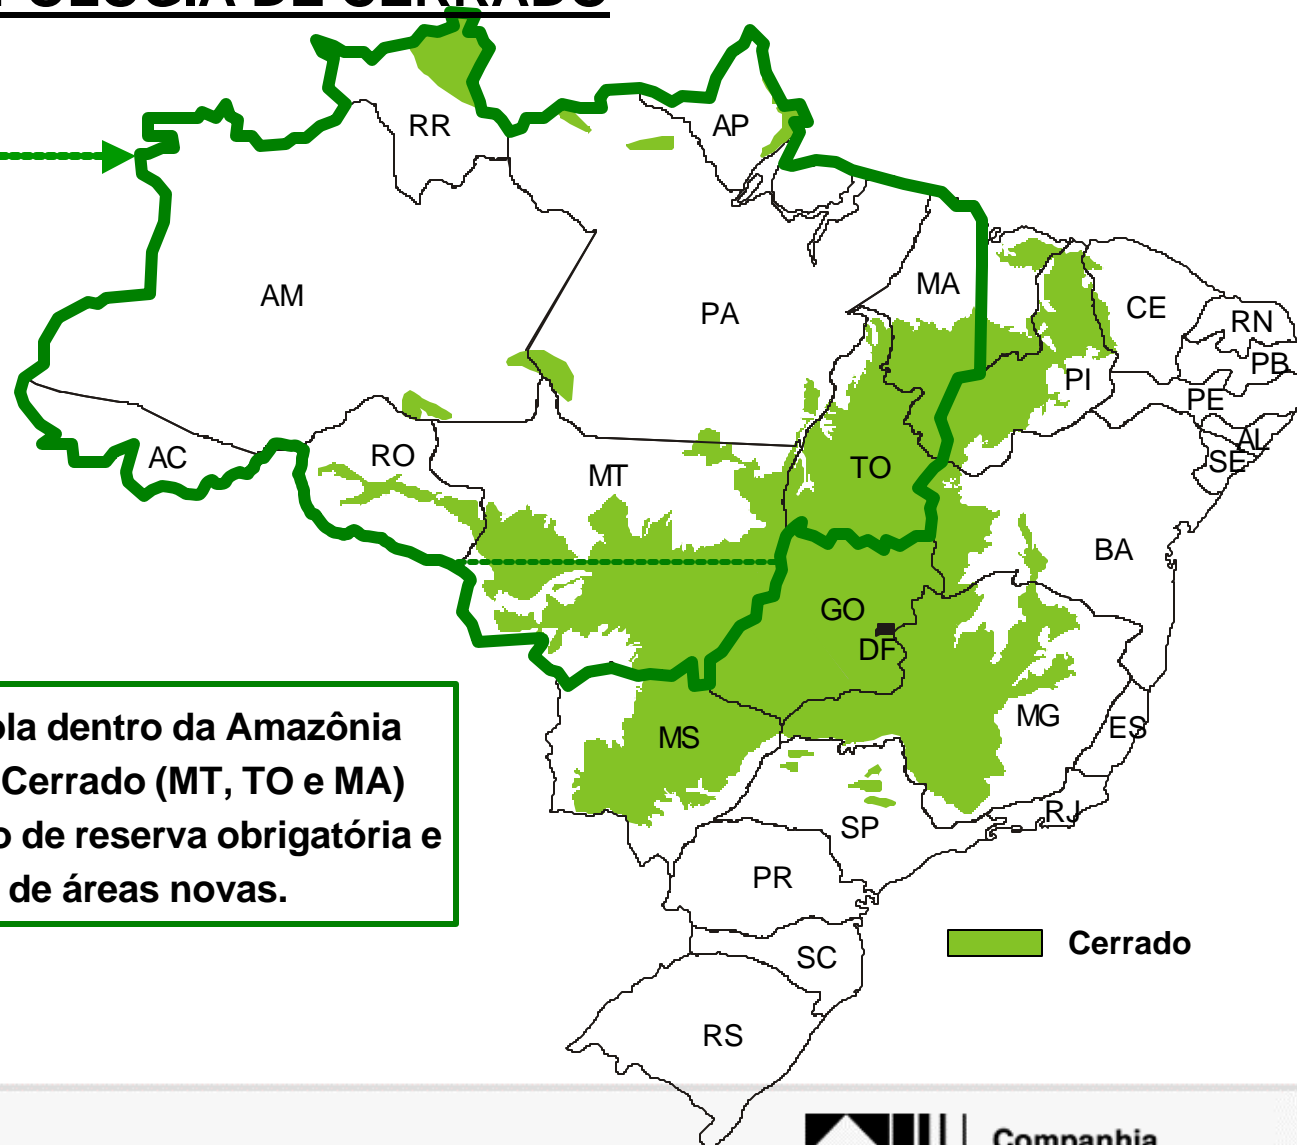 DE CERRADO
RR
AP
AM
PA
MA
CE
RN
PB
PI
PE
AL
SE
AC
RO
MT
TO
BA
GO
DF
MG
ES
MS
RJ
SP
PR
SC
RS
dentro da Amazônia
Cerrado (MT, TO e MA)
de reserva obrigatória e
de áreas novas.
Cerrado
Companhia